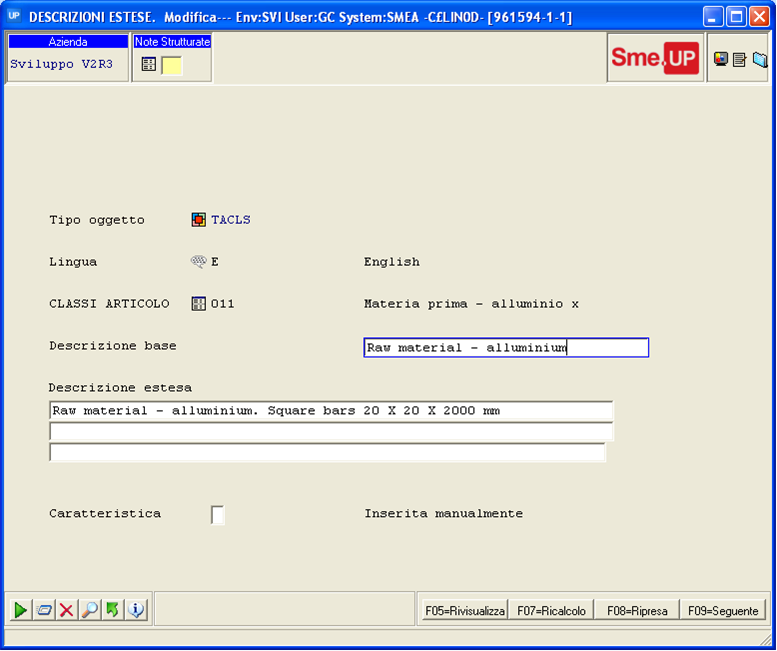 UP DESCRIZIONI ESTESE. Modifica--- Env:SVI User:GC System:SMEA -CELINOD- [961594-1-1]
Azienda
Note Strutturate
Sviluppo V2R3
Sme.UP
Tipo oggetto TACLS
Lingua E English
CLASSI ARTICOLO 011 Materia prima - alluminio x
Descrizione base Raw material - alluminium
Descrizione estesa
Raw material - alluminium. Square bars 20 X 20 X 2000 mm
Caratteristica Inserita manualmente
F05=Rivisualizza F07=Ricalcolo F08=Ripresa F09=Seguente